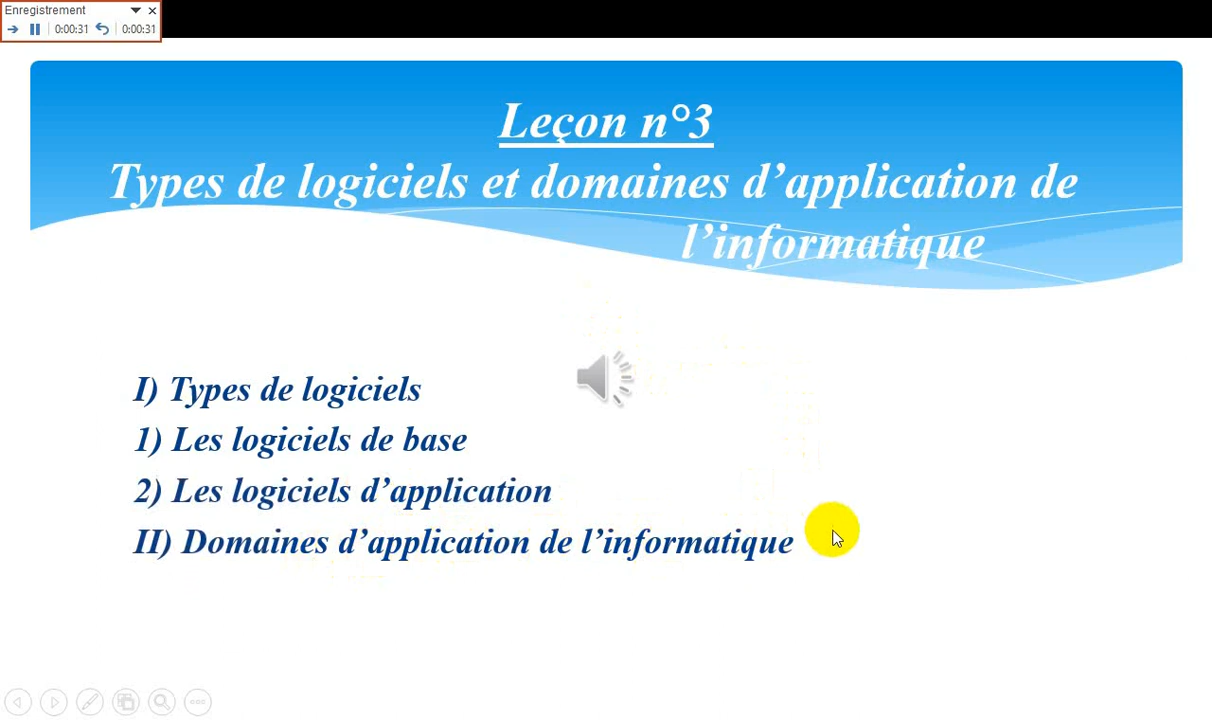 Enregistrement
0:00:31 0:00:31
Leçon n°3
Types de logiciels et domaines d’application de
l’informatique
I) Types de logiciels
1) Les logiciels de base
2) Les logiciels d’application
II) Domaines d’application de l’informatique